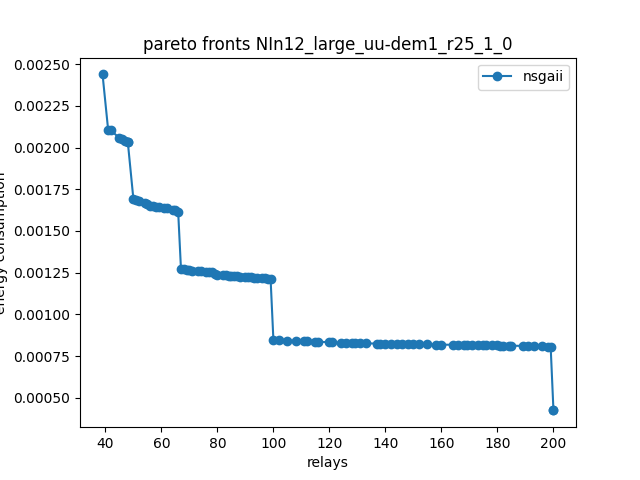 pareto fronts NIn12_large_uu-dem1_r25_1_0
nsgaii
0.00250
0.00225
0.00200
0.00175
0.00150
0.00125
0.00100
0.00075
0.00050
energy consumption
40 60 80 100 120 140 160 180 200
relays